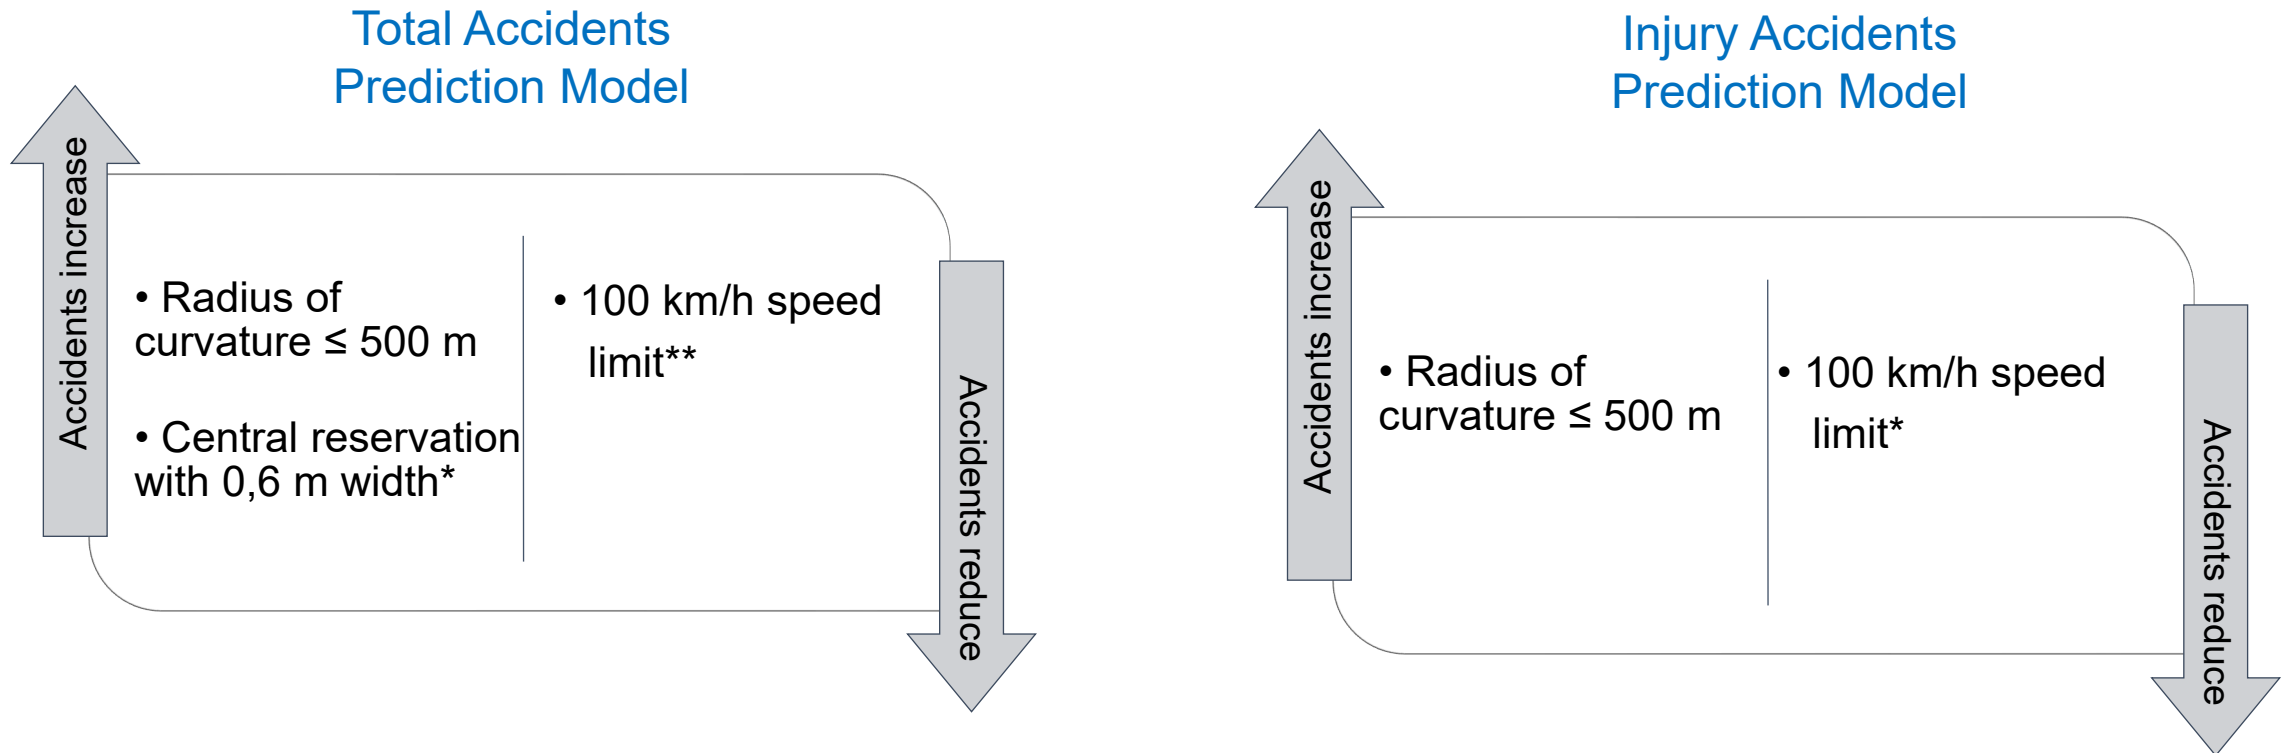 Total Accidents
Prediction Model
Accidents increase
• Radius of
curvature ≤ 500 m
• Central reservation
with 0,6 m width*
• 100 km/h speed
limit**
Accidents reduce
Injury Accidents
Prediction Model
Accidents increase
• Radius of
curvature ≤ 500 m
• 100 km/h speed
limit*
Accidents reduce